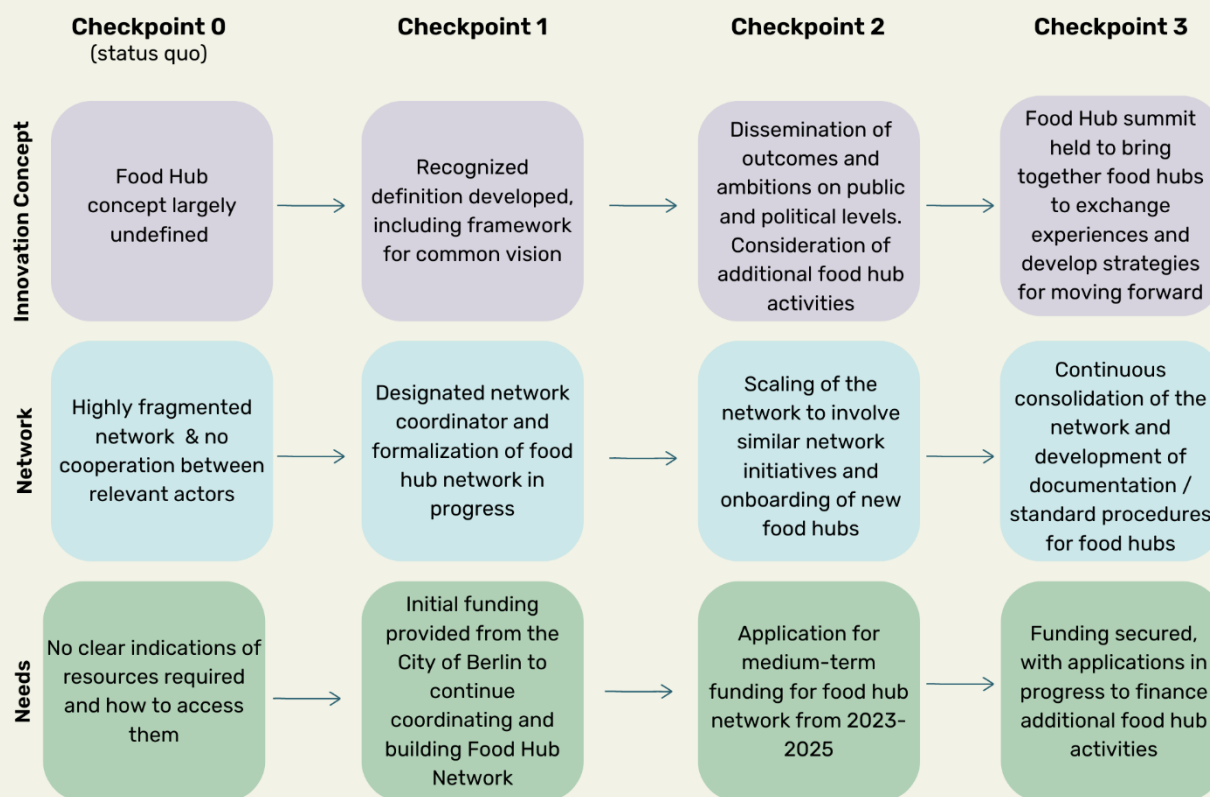 Checkpoint 0
(status quo)
Checkpoint 1
Checkpoint 2
Checkpoint 3
Innovation Concept
Food Hub
concept largely
undefined
Recognized
definition developed,
including framework
for common vision
Dissemination of
outcomes and
ambitions on public
and political levels.
Consideration of
additional food hub
activities
Food Hub summit
held to bring
together food hubs
to exchange
experiences and
develop strategies
for moving forward
Network
Highly fragmented
network & no
cooperation between
relevant actors
Designated network
coordinator and
formalization of food
hub network in
progress
Scaling of the
network to involve
similar network
initiatives and
onboarding of new
food hubs
Continuous
consolidation of the
network and
development of
documentation /
standard procedures
for food hubs
Needs
No clear indications of
resources required
and how to access
them
Initial funding
provided from the
City of Berlin to
continue
coordinating and
building Food Hub
Network
Application for
medium-term
funding for food hub
network from 2023-
2025
Funding secured,
with applications in
progress to finance
additional food hub
activities